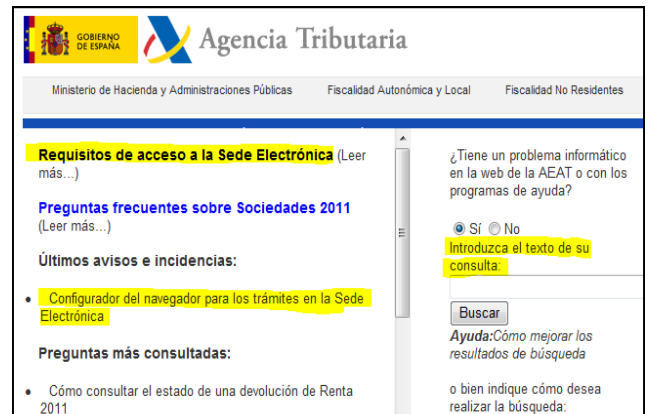 GOBIERNO
DE ESPAÑA
Agencia Tributaria
Ministerio de Hacienda y Administraciones Públicas Fiscalidad Autonómica y Local Fiscalidad No Residentes
Requisitos de acceso a la Sede Electrónica (Leer
más...)
Preguntas frecuentes sobre Sociedades 2011
(Leer más...)
Últimos avisos e incidencias:
• Configurador del navegador para los trámites en la Sede
Electrónica
Preguntas más consultadas:
• Cómo consultar el estado de una devolución de Renta
2011
¿Tiene un problema informático
en la web de la AEAT o con los
programas de ayuda?
Sí No
Introduzca el texto de su
consulta:
Buscar
Ayuda:Cómo mejorar los
resultados de búsqueda
o bien indique cómo desea
realizar la búsqueda: